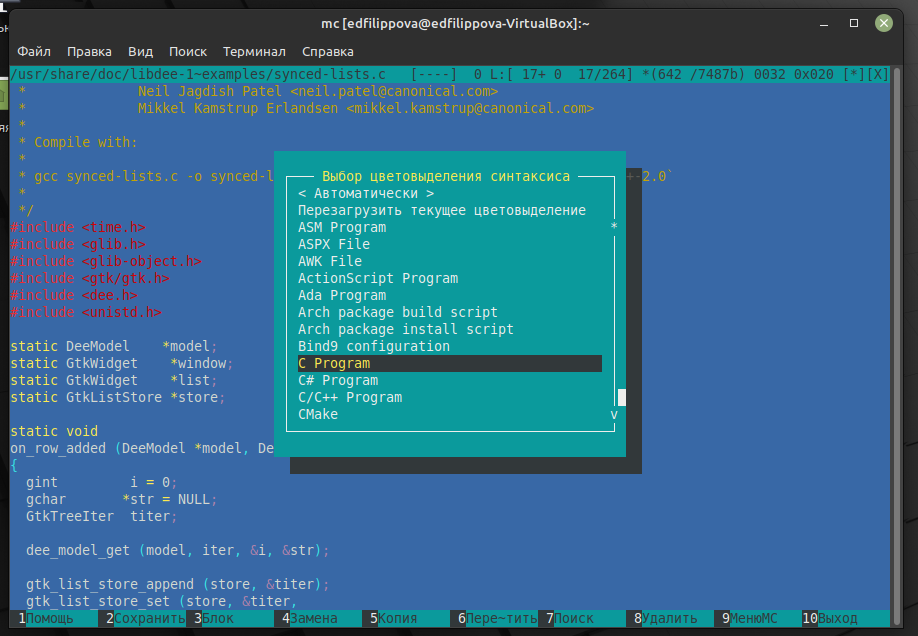 mc [edfilippova@edfilippova-VirtualBox]:~
Файл Правка Вид Поиск Терминал Справка
/usr/share/doc/libdee-1~examples/synced-lists.c [----] 0 L:[ 17+ 0 17/264] *(642 /7487b) 0032 0x020 [*][X]
* Neil Jagdish Patel <neil.patel@canonical.com>
* Mikkel Kamstrup Erlandsen <mikkel.kamstrup@canonical.com>
*
* Compile with:
*
* gcc synced-lists.c -o synced-l +-2.0`
*
*/
#include <time.h>
#include <glib.h>
#include <glib-object.h>
#include <gtk/gtk.h>
#include <dee.h>
#include <unistd.h>
static DeeModel *model;
static GtkWidget *window;
static GtkWidget *list;
static GtkListStore *store;
static void
on_row_added (DeeModel *model, De
{
gint i = 0;
gchar *str = NULL;
GtkTreeIter titer;
dee_model_get (model, iter, &i, &str);
gtk_list_store_append (store, &titer);
gtk_list_store_set (store, &titer,
Выбор цветовыделения синтаксиса
< Автоматически >
Перезагрузить текущее цветовыделение
ASM Program
ASPX File
AWK File
ActionScript Program
Ada Program
Arch package build script
Arch package install script
Bind9 configuration
C Program
C# Program
C/C++ Program
CMake
1Помощь 2Сохранить 3Блок 4Замена 5Копия 6Пере~тить 7Поиск 8Удалить 9МенюМС 10Выход